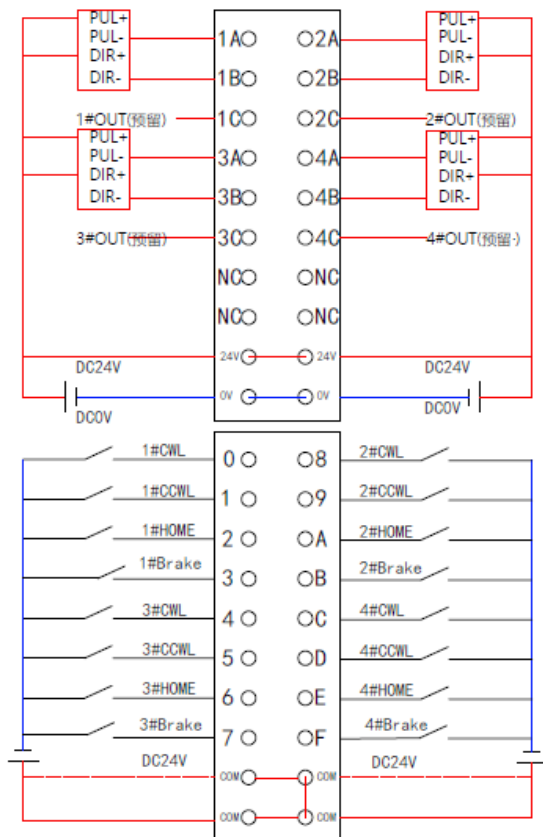 PUL+
PUL-
DIR+
DIR-
1A
1B
1#OUT(预留)
1C
PUL+
PUL-
DIR+
DIR-
3A
3B
3#OUT(预留)
3C
NC
NC
24V
0V
DC24V
DC0V
PUL+
PUL-
DIR+
DIR-
2A
2B
2C
2#OUT(预留)
PUL+
PUL-
DIR+
DIR-
4A
4B
4C
4#OUT(预留·)
NC
NC
24V
0V
DC24V
DC0V
1#CWL 0
1#CCWL 1
1#HOME 2
1#Brake 3
3#CWL 4
3#CCWL 5
3#HOME 6
3#Brake 7
DC24V
COM
COM
8 2#CWL
9 2#CCWL
A 2#HOME
B 2#Brake
C 4#CWL
D 4#CCWL
E 4#HOME
F 4#Brake
DC24V
COM
COM